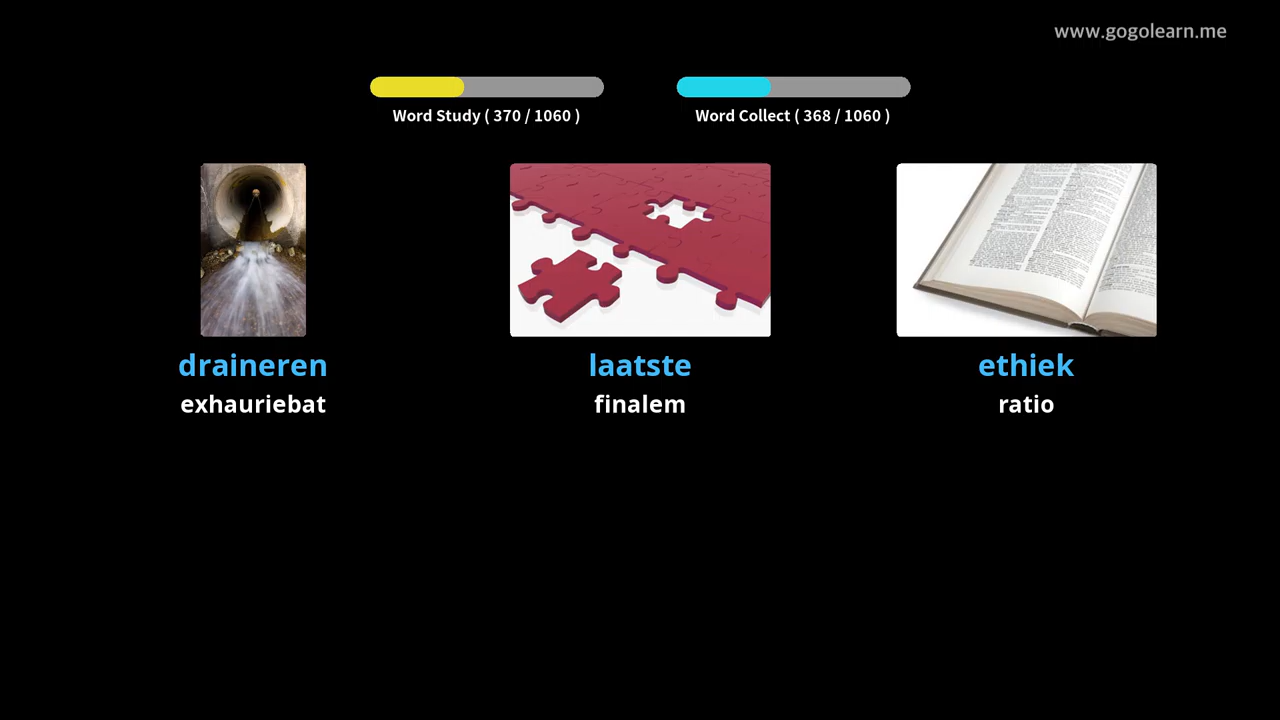 www.gogolearn.me
Word Study ( 370 / 1060 )
Word Collect ( 368 / 1060 )
draineren
exhauriebat
laatste
finalem
ethiek
ratio